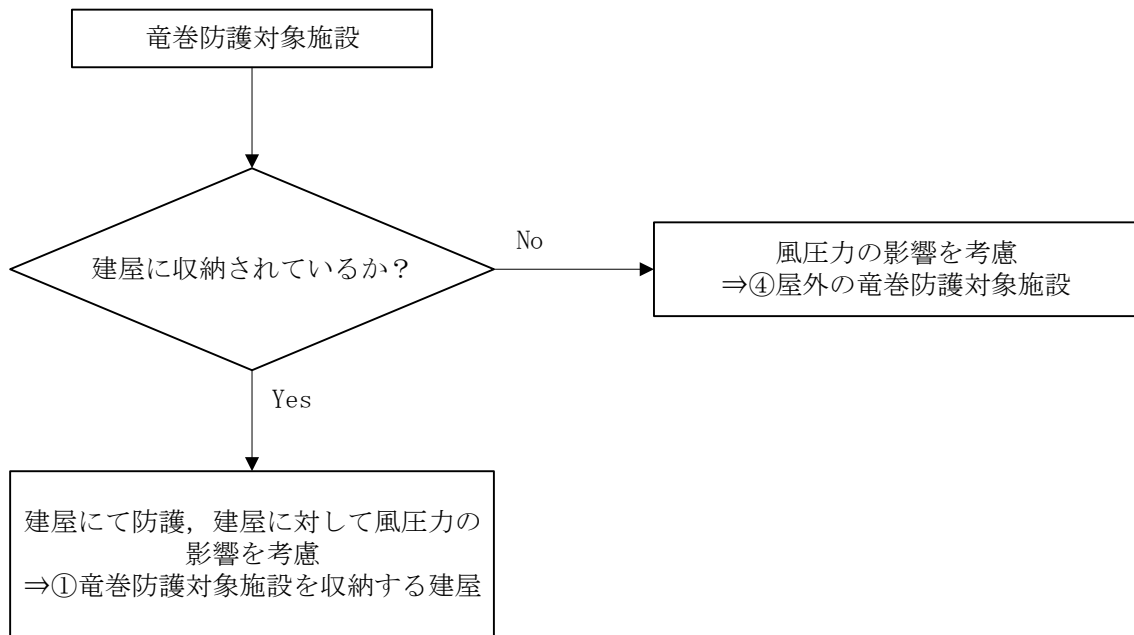 竜巻防護対象施設
建屋に収納されているか？
No
風圧力の影響を考慮
⇒④屋外の竜巻防護対象施設
Yes
建屋にて防護，建屋に対して風圧力の
影響を考慮
⇒①竜巻防護対象施設を収納する建屋